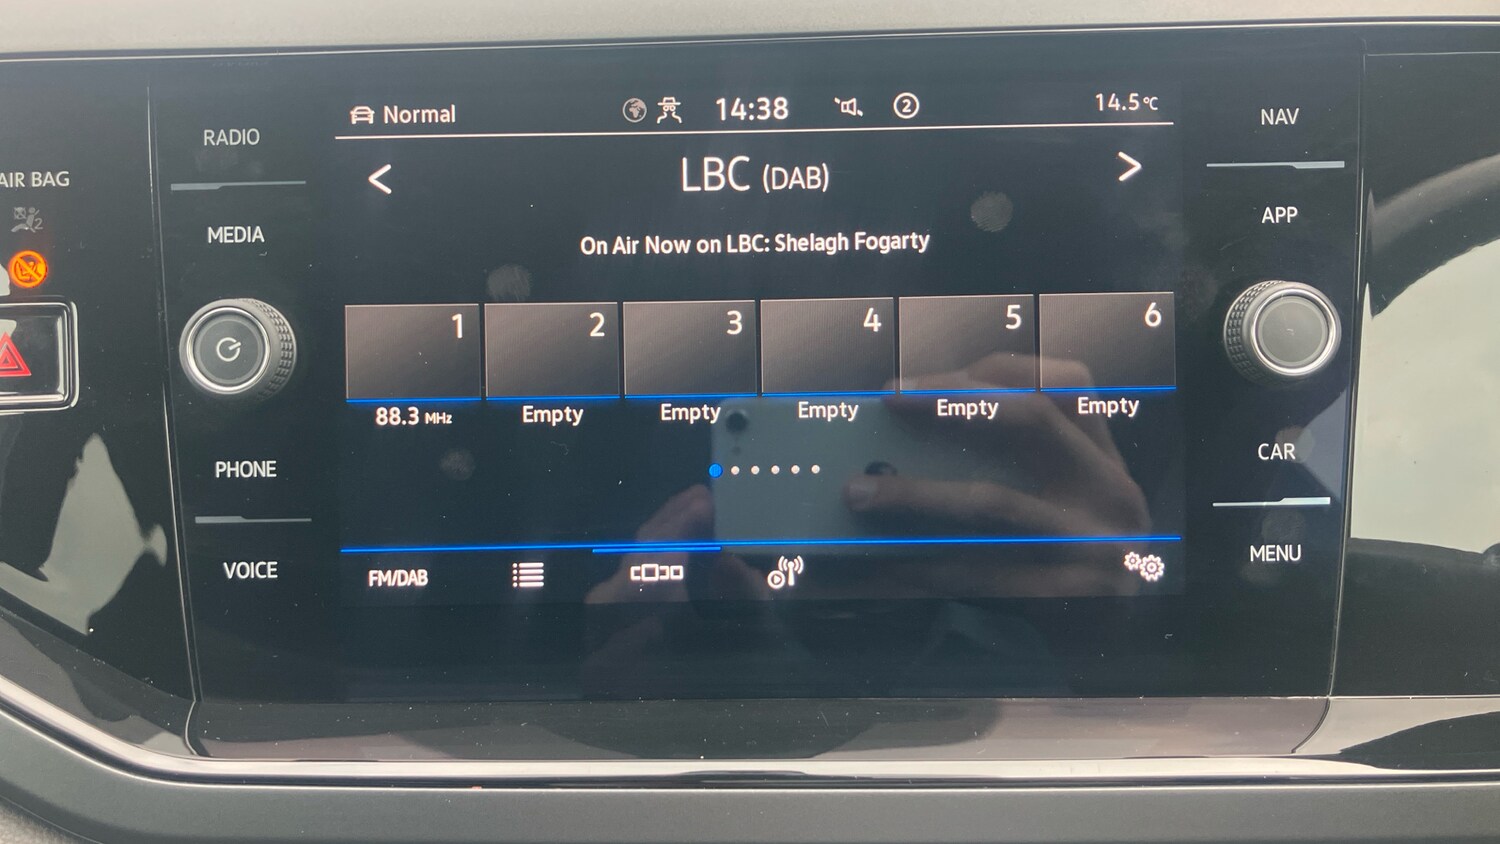 Normal
14:38
2
14.5°C
RADIO
NAV
AIR BAG
< LBC (DAB) >
MEDIA
APP
On Air Now on LBC: Shelagh Fogarty
2
1
2
3
4
5
6
88.3 MHz
Empty
Empty
Empty
Empty
Empty
PHONE
CAR
VOICE
MENU
FM/DAB